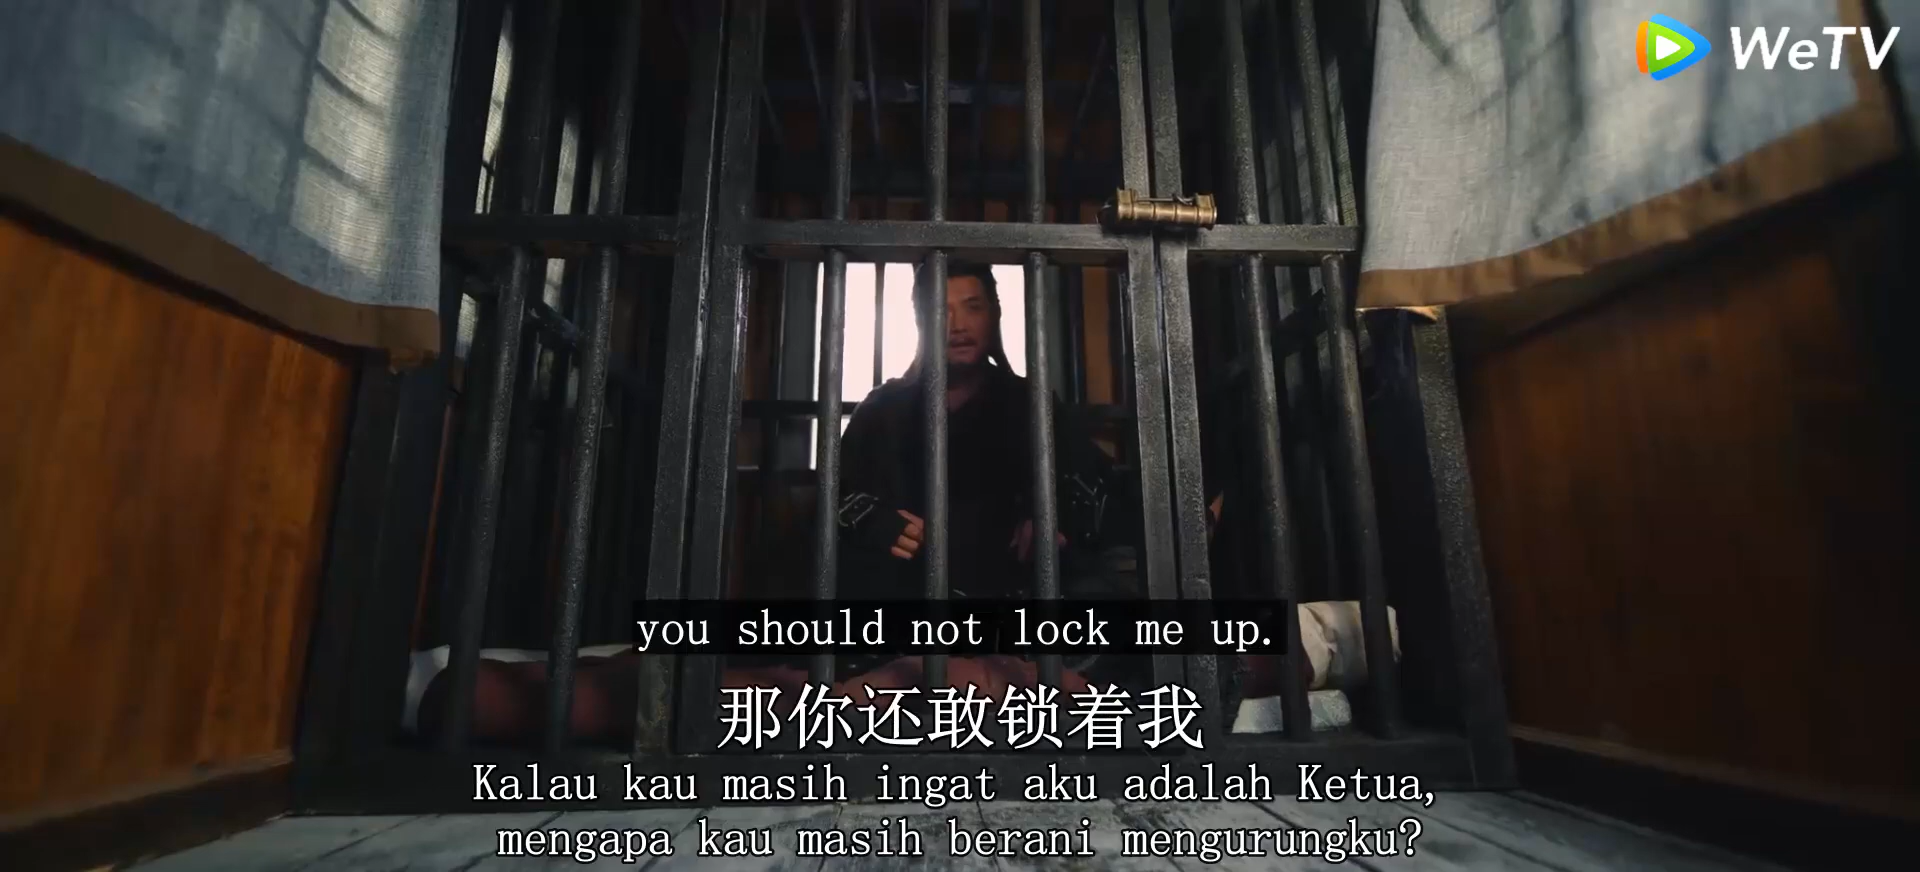 WeTV
you should not lock me up.
那你还敢锁着我
Kalau kau masih ingat aku adalah Ketua,
mengapa kau masih berani mengurungku?